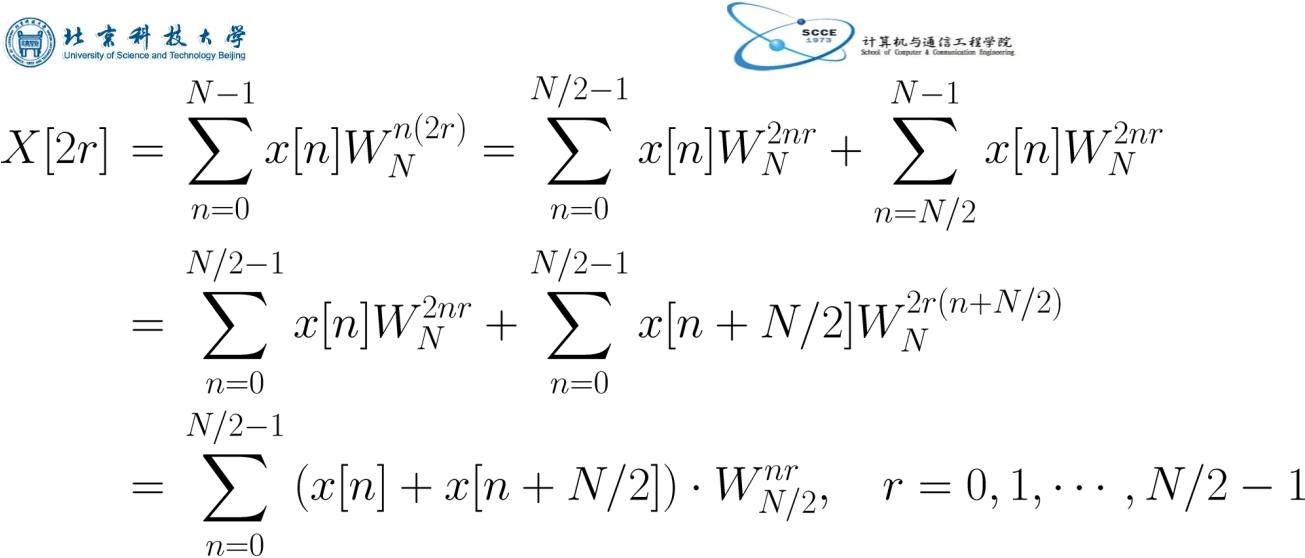 北京科技大学
University of Science and Technology Beijing
SCCE
1973
计算机与通信工程学院
School of Computer & Communication Engineering
X[2r] = \sum_{n=0}^{N-1} x[n]W_N^{n(2r)} = \sum_{n=0}^{N/2-1} x[n]W_N^{2nr} + \sum_{n=N/2}^{N-1} x[n]W_N^{2nr}
= \sum_{n=0}^{N/2-1} x[n]W_N^{2nr} + \sum_{n=0}^{N/2-1} x[n + N/2]W_N^{2r(n+N/2)}
= \sum_{n=0}^{N/2-1} (x[n] + x[n + N/2]) \cdot W_{N/2}^{nr}, r = 0, 1, \cdots, N/2 - 1